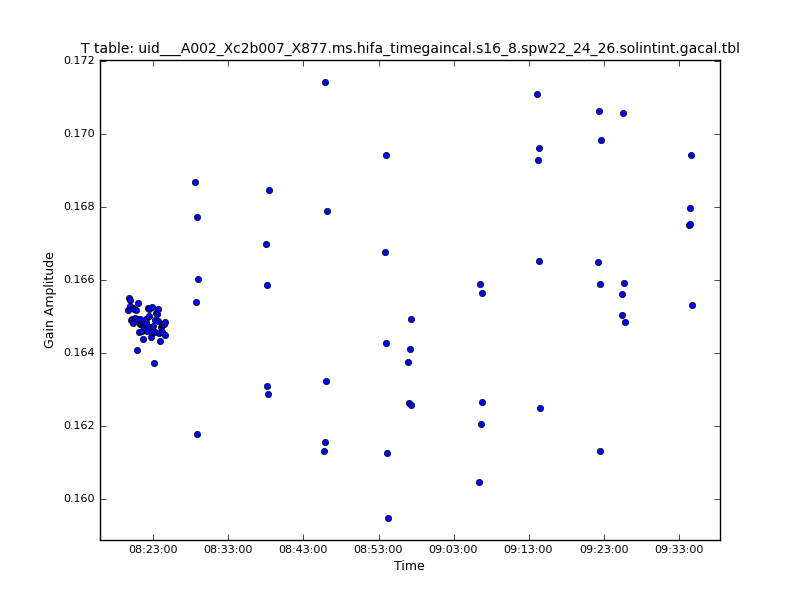 T table: uid___A002_Xc2b007_X877.ms.hifa_timegaincal.s16_8.spw22_24_26.solintint.gacal.tbl
0.172
0.170
0.168
0.166
0.164
0.162
0.160
Gain Amplitude
08:23:00 08:33:00 08:43:00 08:53:00 09:03:00 09:13:00 09:23:00 09:33:00
Time